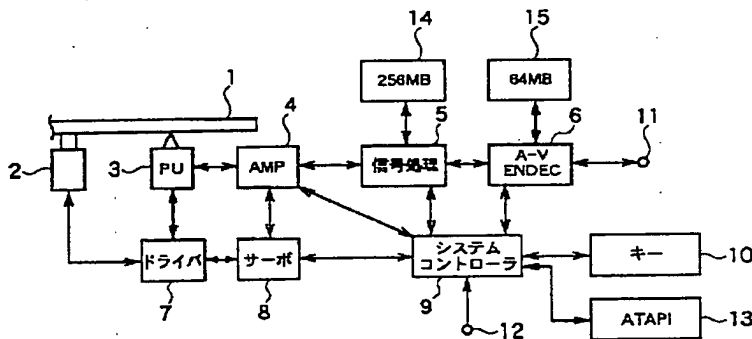 14
15
256MB
64MB
1
4
5
6
11
2
3
PU
AMP
信号処理
A-V
ENDEC
ドライバ
サーボ
システム
コントローラ
キー
10
7
8
9
12
ATAPI
13